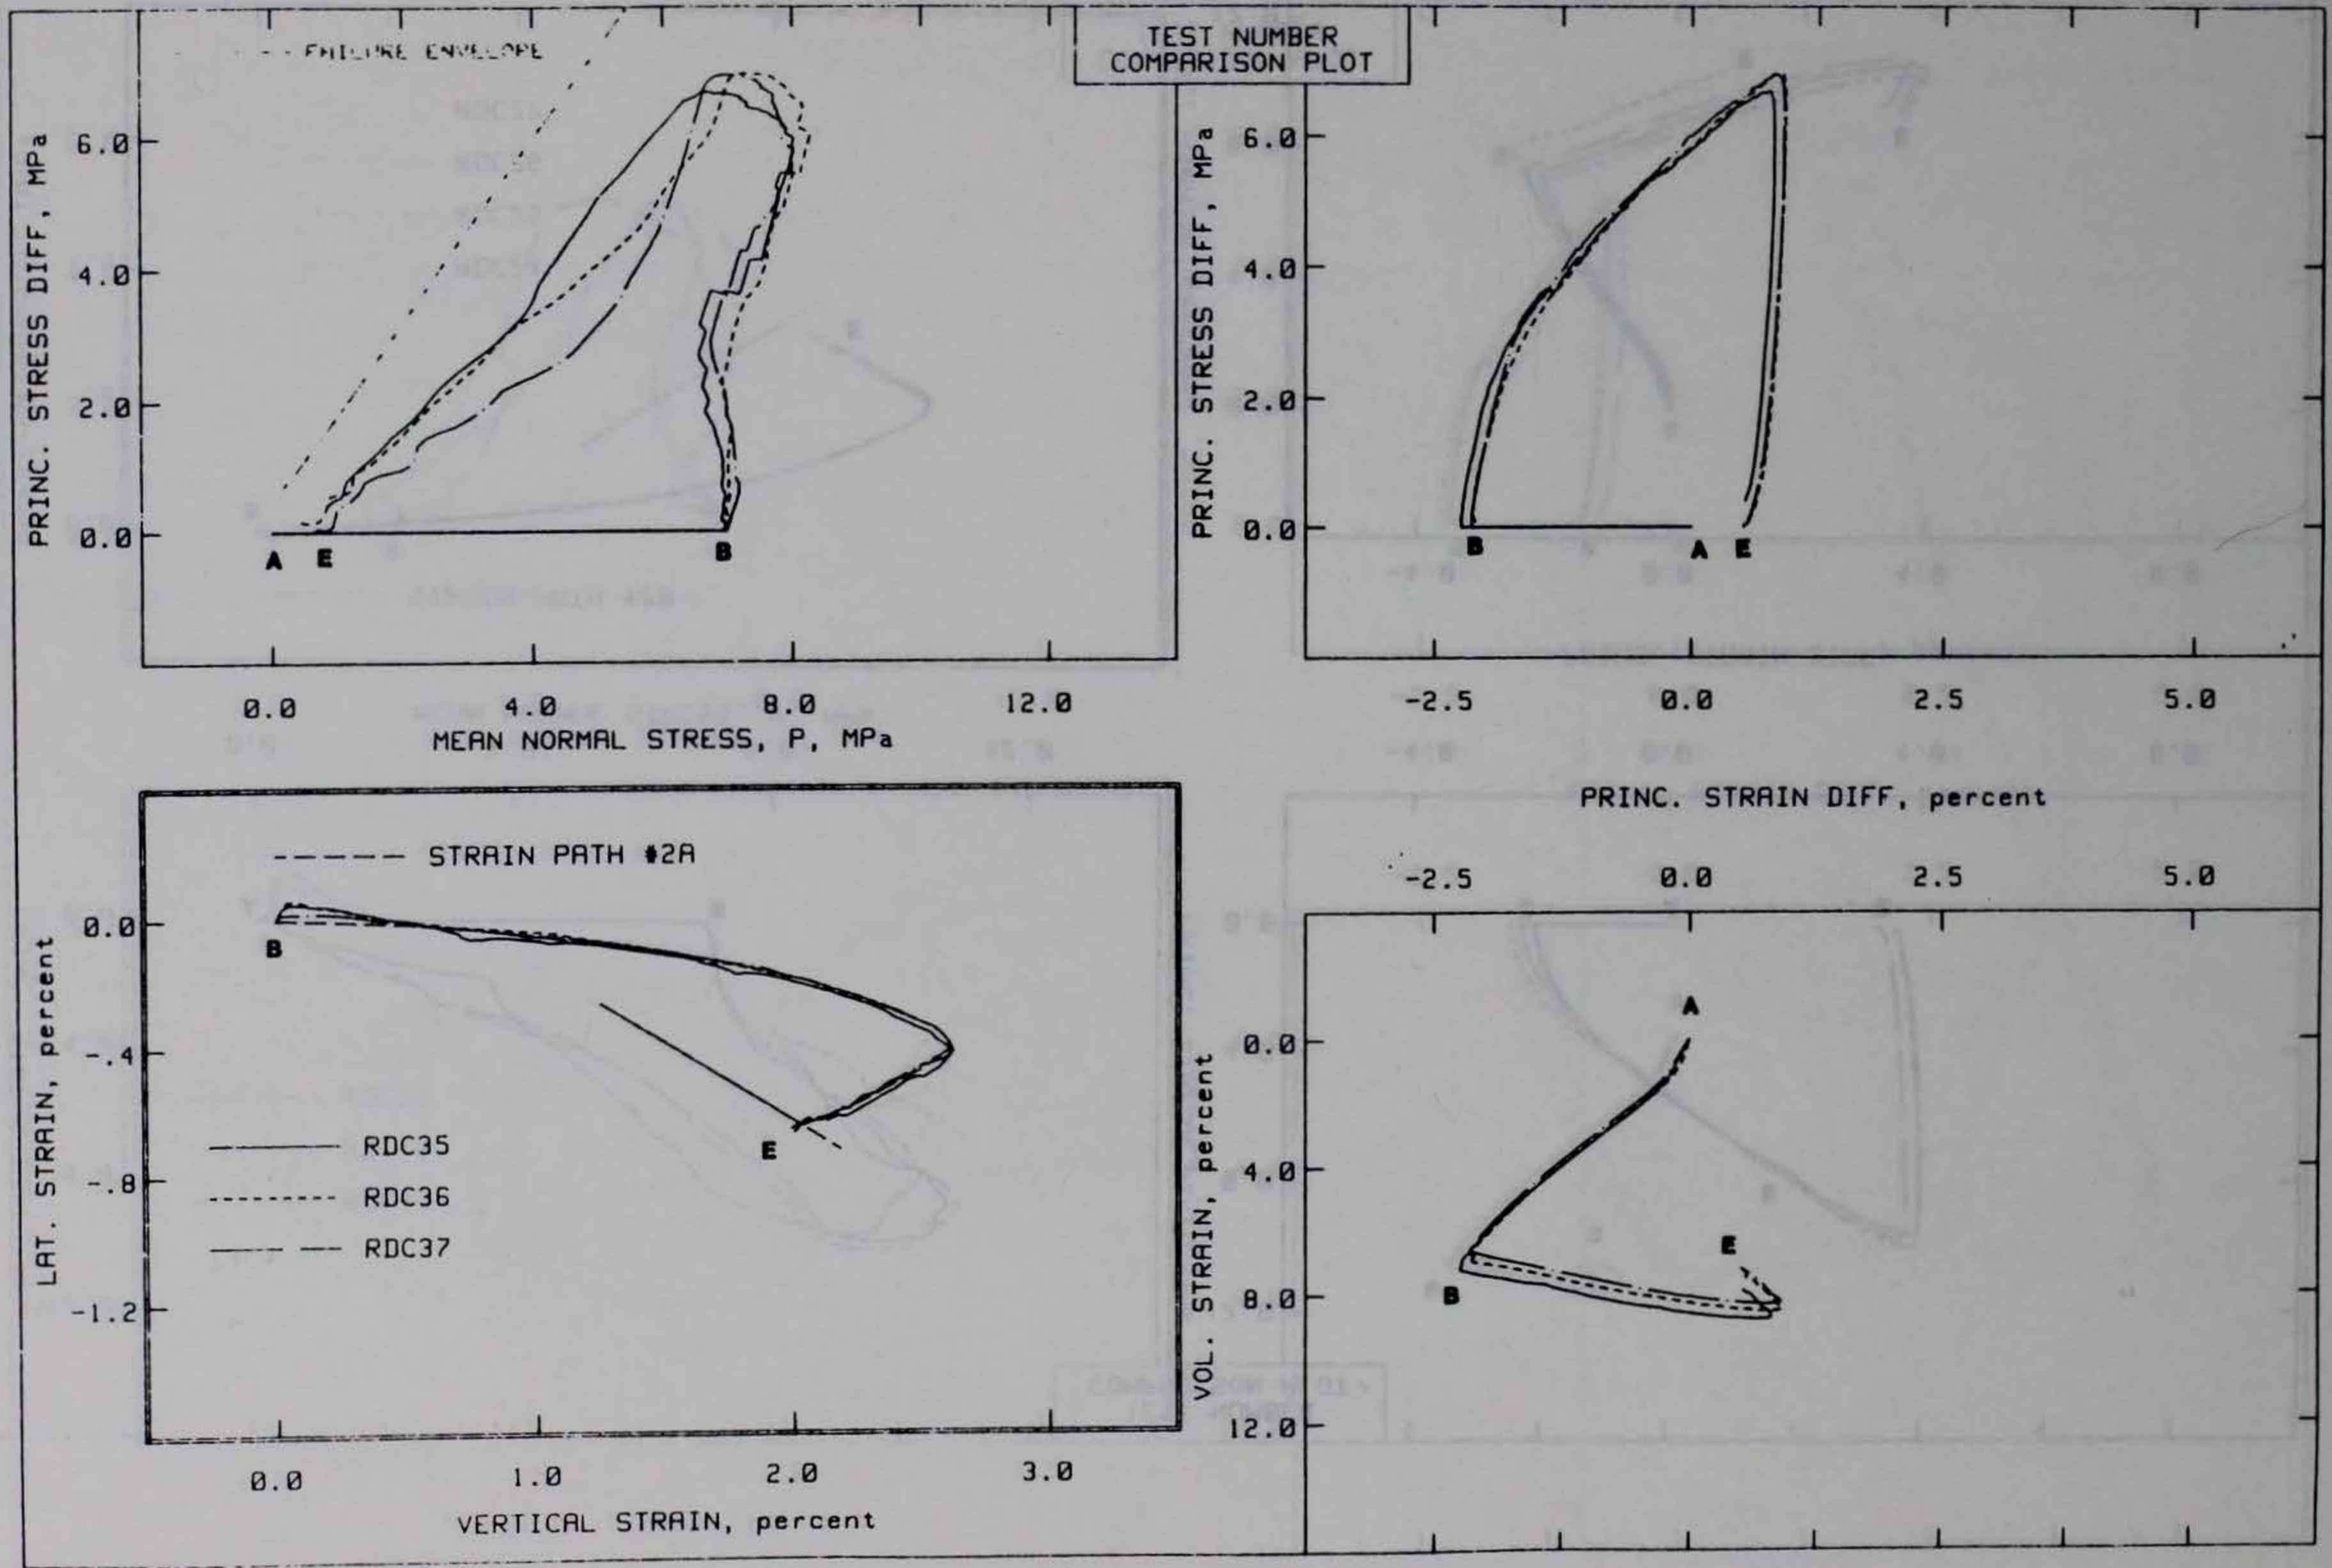 TEST NUMBER
COMPARISON PLOT
-- FAILURE ENVELOPE
PRINC. STRESS DIFF, MPa
6.0
4.0
2.0
0.0
A E B
0.0 4.0 8.0 12.0
MEAN NORMAL STRESS, P, MPa
PRINC. STRESS DIFF, MPa
6.0
4.0
2.0
0.0
B A E
-2.5 0.0 2.5 5.0
PRINC. STRAIN DIFF, percent
----- STRAIN PATH #2A
LAT. STRAIN, percent
0.0
-.4
-.8
-1.2
B
E
RDC35
RDC36
RDC37
0.0 1.0 2.0 3.0
VERTICAL STRAIN, percent
-2.5 0.0 2.5 5.0
VOL. STRAIN, percent
0.0
4.0
8.0
12.0
A
E
B